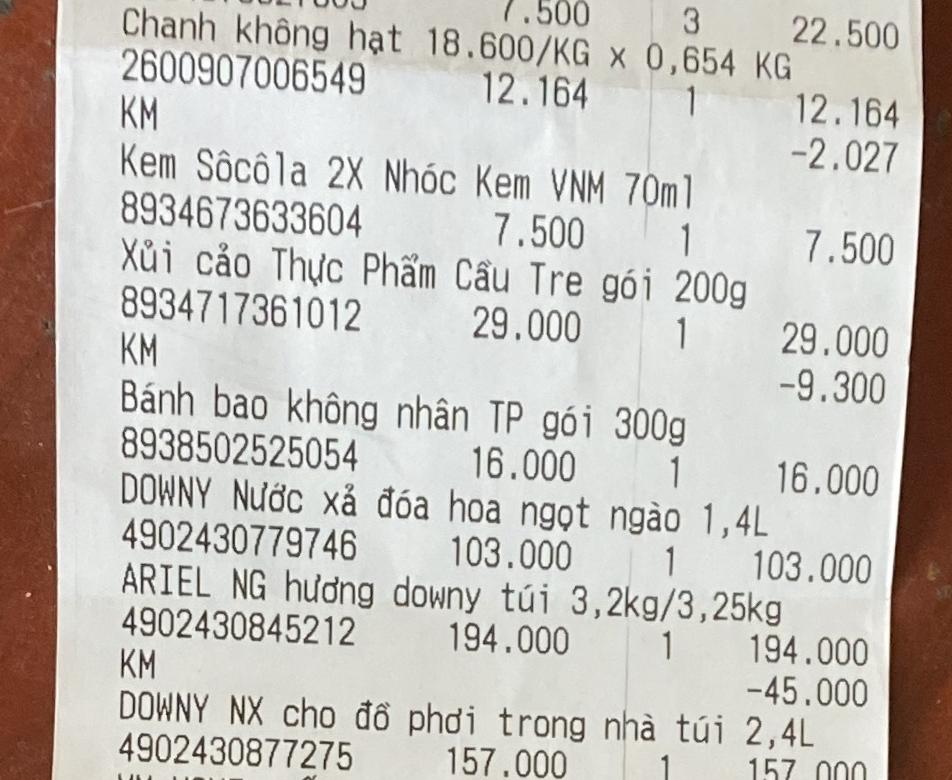 7.500 3 22.500
Chanh không hạt 18.600/KG x 0,654 KG
2600907006549 12.164 1 12.164
KM -2.027
Kem Sôcôla 2X Nhóc Kem VNM 70ml
8934673633604 7.500 1 7.500
Xủi cảo Thực Phẩm Cầu Tre gói 200g
8934717361012 29.000 1 29.000
KM -9.300
Bánh bao không nhân TP gói 300g
8938502525054 16.000 1 16.000
DOWNY Nước xả đóa hoa ngọt ngào 1,4L
4902430779746 103.000 1 103.000
ARIEL NG hương downy túi 3,2kg/3,25kg
4902430845212 194.000 1 194.000
KM -45.000
DOWNY NX cho đồ phơi trong nhà túi 2,4L
4902430877275 157.000 1 157.000